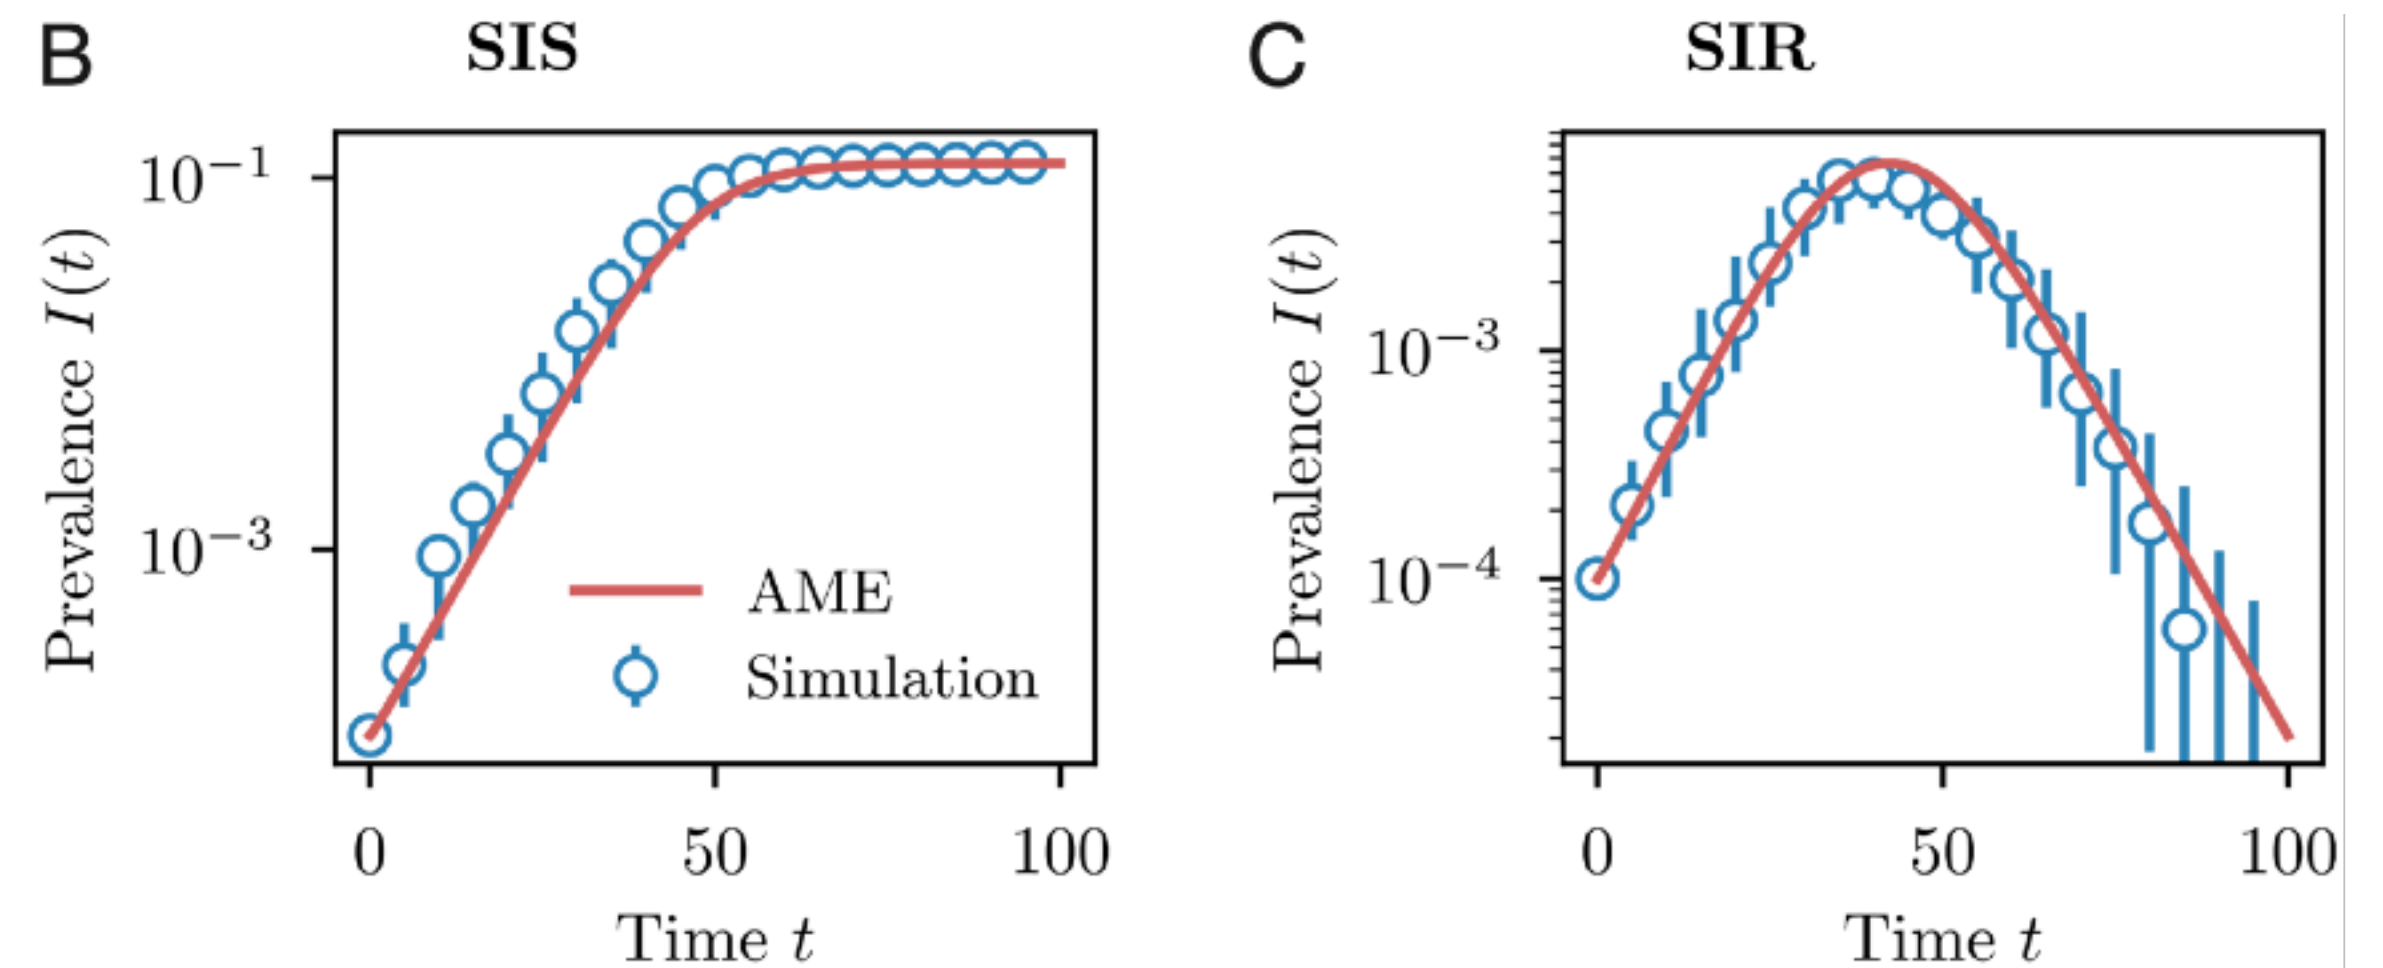 B
SIS
10⁻¹
10⁻³
Prevalence I(t)
AME
Simulation
0 50 100
Time t
C
SIR
10⁻³
10⁻⁴
Prevalence I(t)
0 50 100
Time t